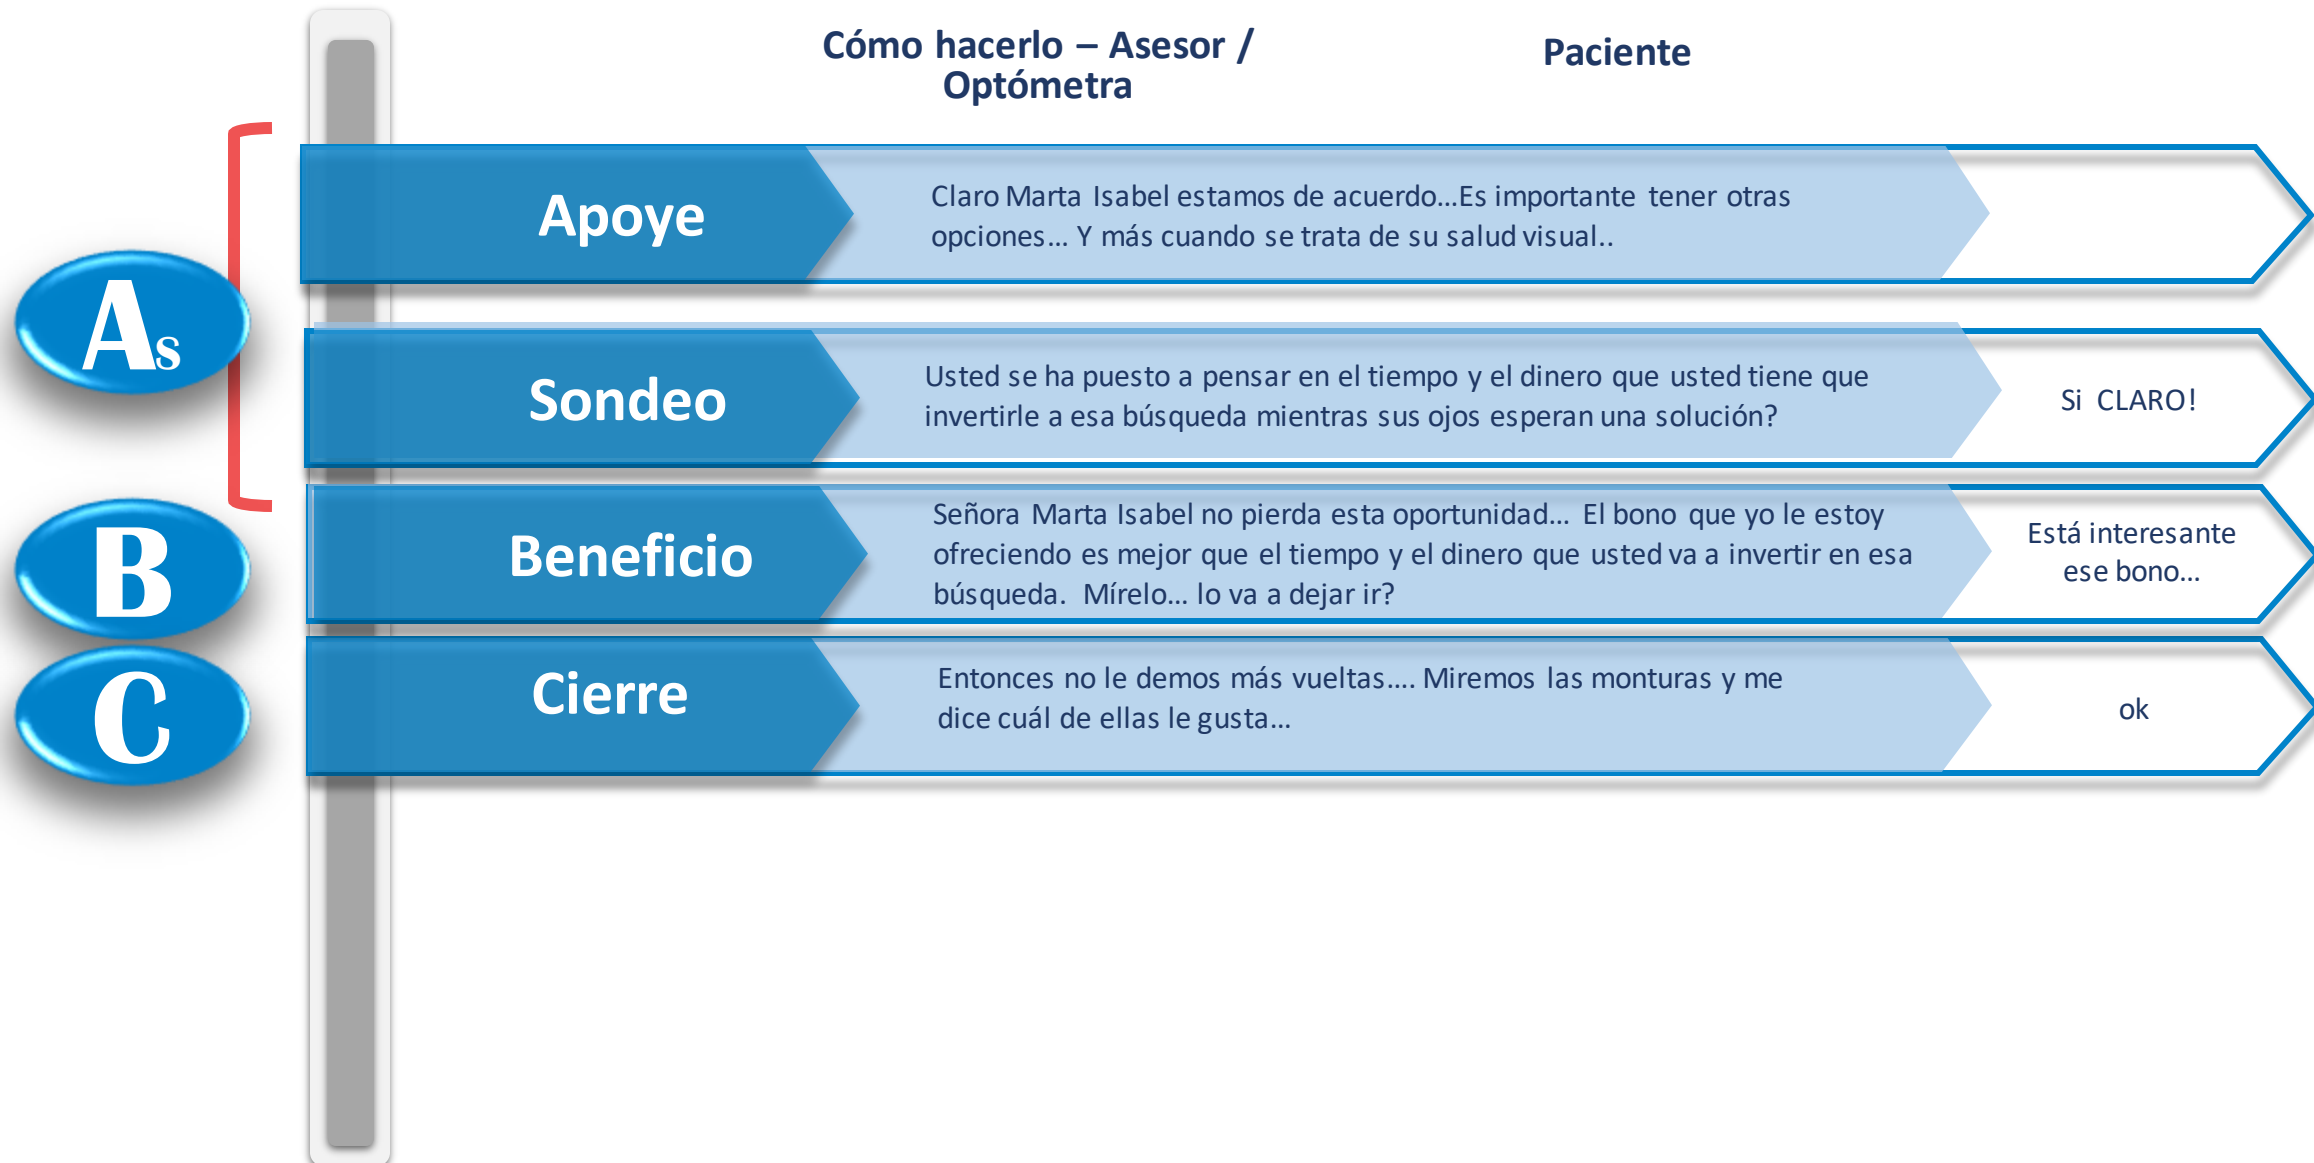 Cómo hacerlo – Asesor /
Optómetra
Paciente
As
Apoye
Claro Marta Isabel estamos de acuerdo...Es importante tener otras
opciones... Y más cuando se trata de su salud visual..
Sondeo
Usted se ha puesto a pensar en el tiempo y el dinero que usted tiene que
invertirle a esa búsqueda mientras sus ojos esperan una solución?
Si CLARO!
B
Beneficio
Señora Marta Isabel no pierda esta oportunidad... El bono que yo le estoy
ofreciendo es mejor que el tiempo y el dinero que usted va a invertir en esa
búsqueda. Mírelo... lo va a dejar ir?
Está interesante
ese bono...
C
Cierre
Entonces no le demos más vueltas.... Miremos las monturas y me
dice cuál de ellas le gusta...
ok